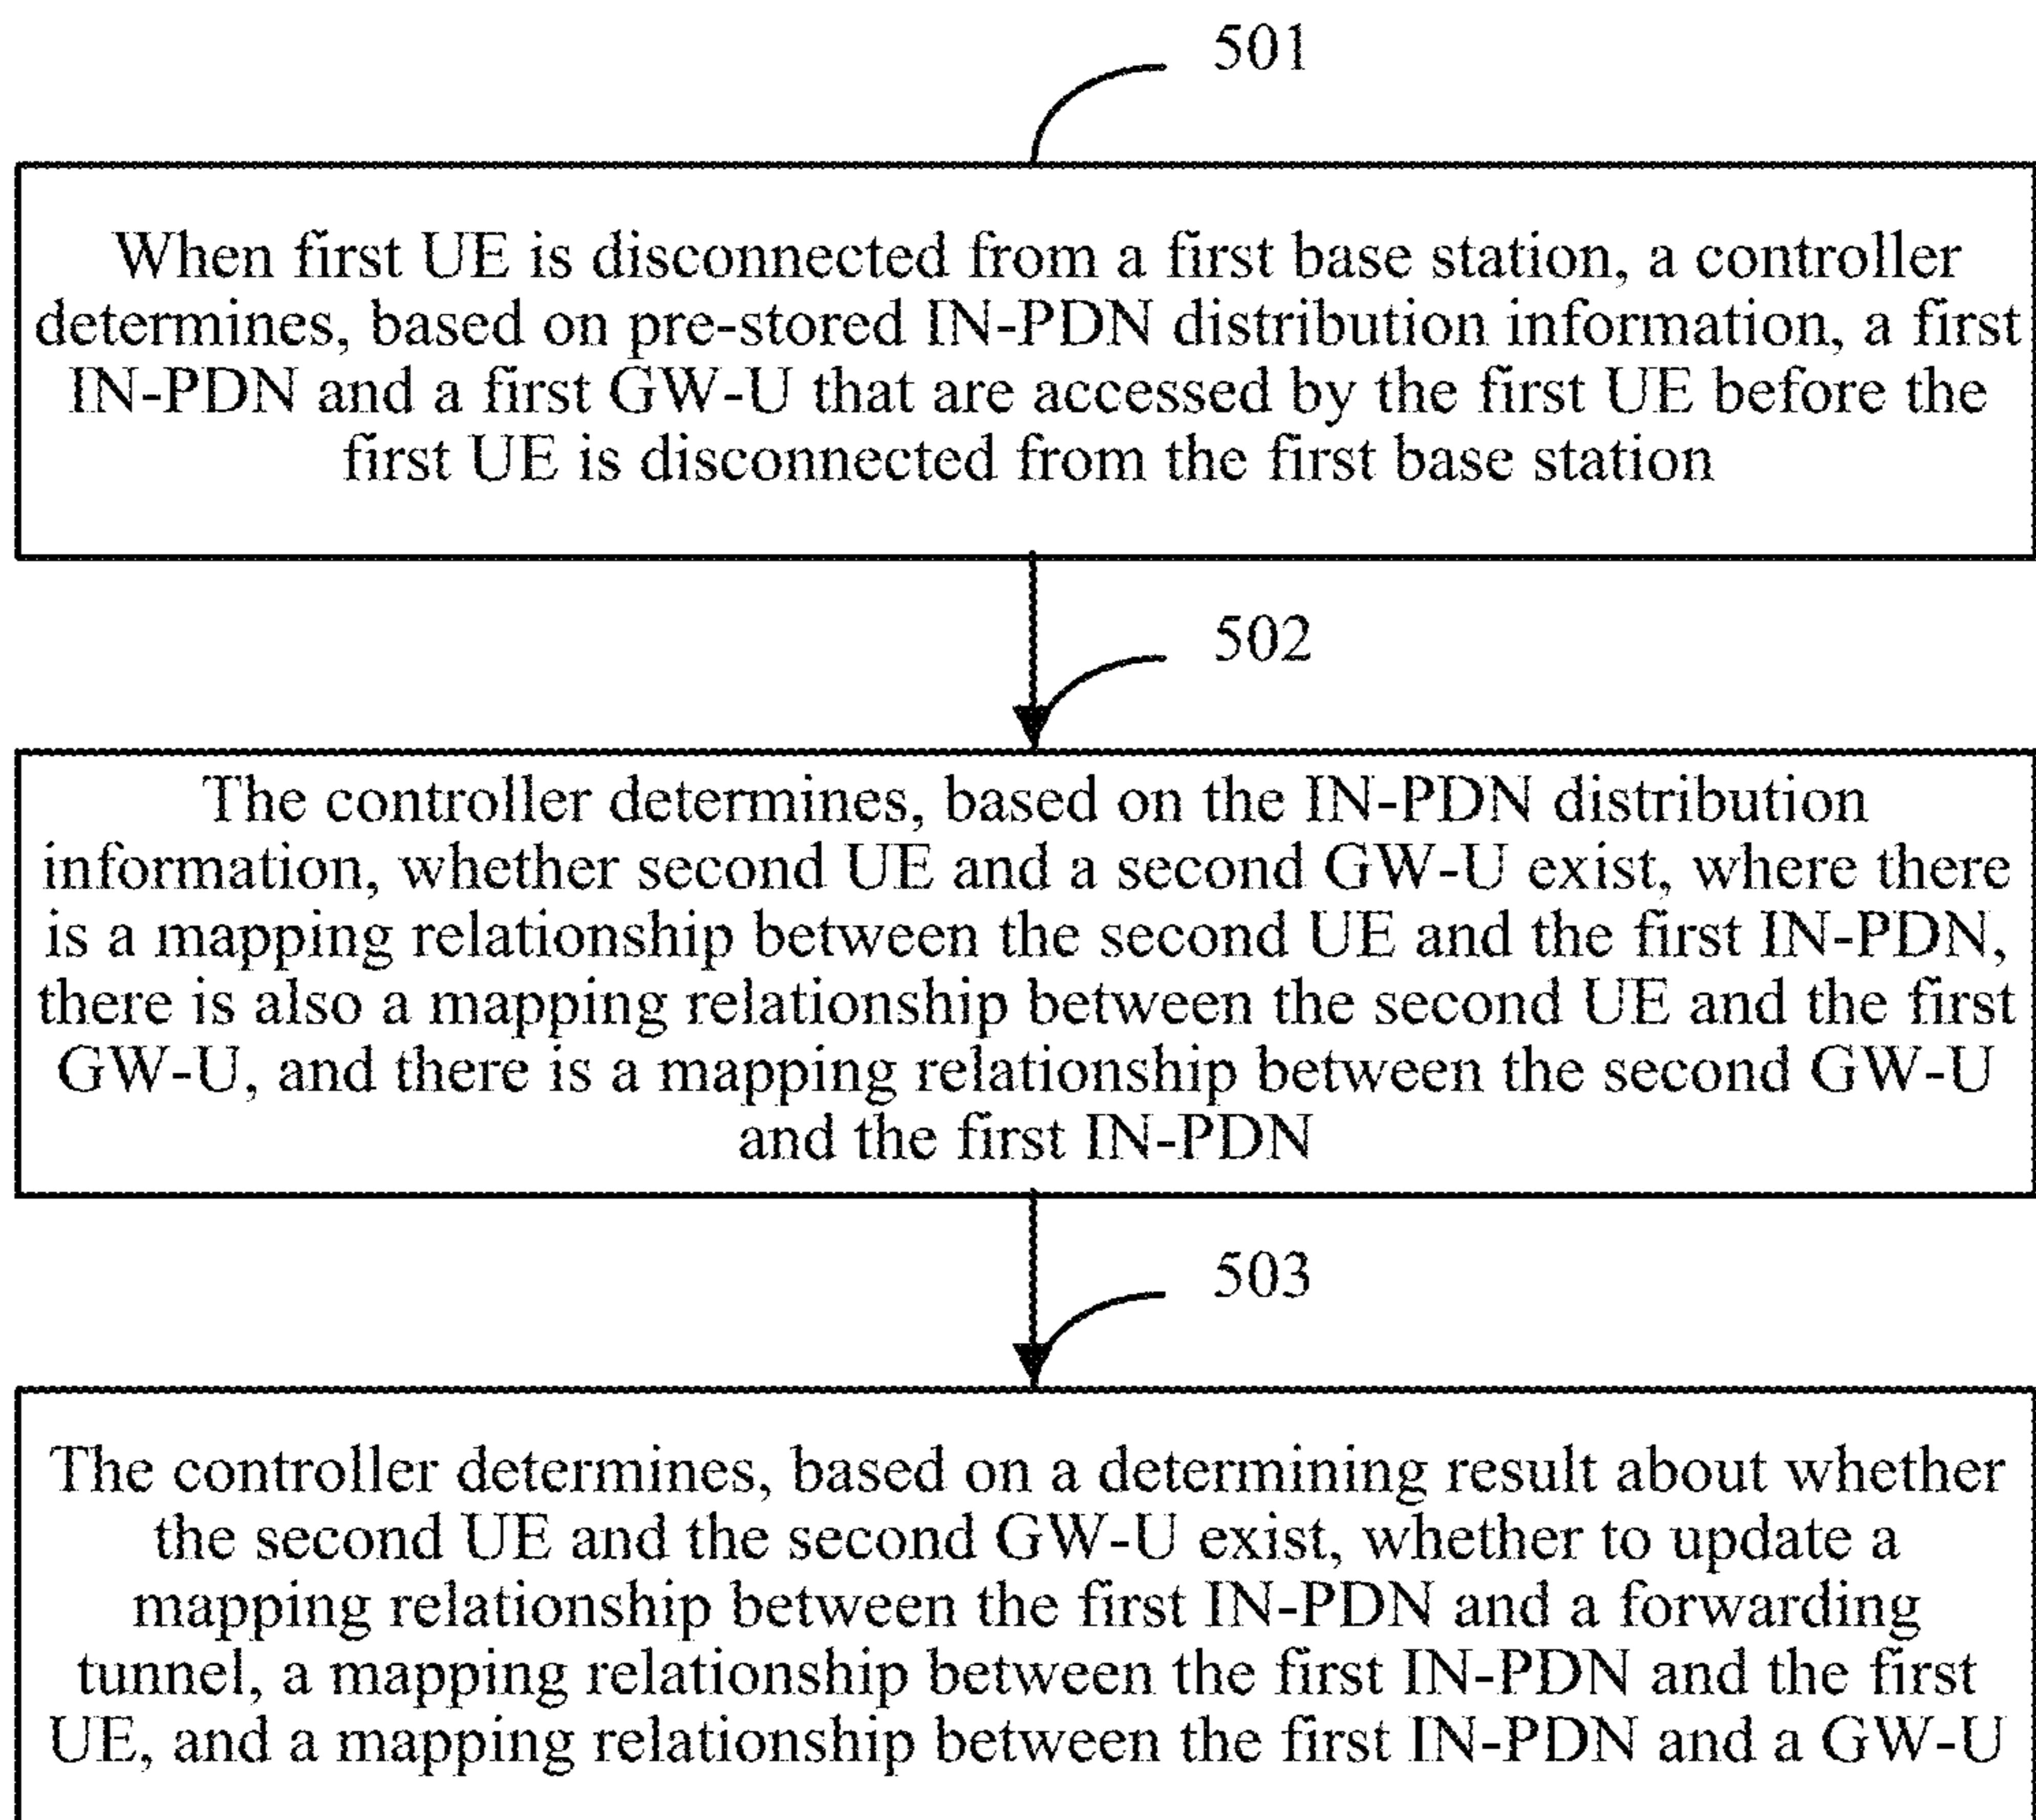 501
When first UE is disconnected from a first base station, a controller
determines, based on pre-stored IN-PDN distribution information, a first
IN-PDN and a first GW-U that are accessed by the first UE before the
first UE is disconnected from the first base station
502
The controller determines, based on the IN-PDN distribution
information, whether second UE and a second GW-U exist, where there
is a mapping relationship between the second UE and the first IN-PDN,
there is also a mapping relationship between the second UE and the first
GW-U, and there is a mapping relationship between the second GW-U
and the first IN-PDN
503
The controller determines, based on a determining result about whether
the second UE and the second GW-U exist, whether to update a
mapping relationship between the first IN-PDN and a forwarding
tunnel, a mapping relationship between the first IN-PDN and the first
UE, and a mapping relationship between the first IN-PDN and a GW-U